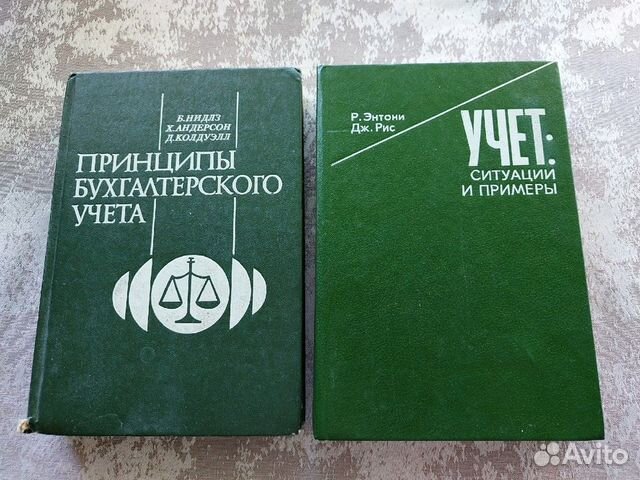 Б. НИДЛЗ
Х. АНДЕРСОН
Д. КОЛДУЭЛЛ
ПРИНЦИПЫ
БУХГАЛТЕРСКОГО
УЧЕТА
Р. Энтони
Дж. Рис
УЧЕТ:
СИТУАЦИИ
И ПРИМЕРЫ
Avito